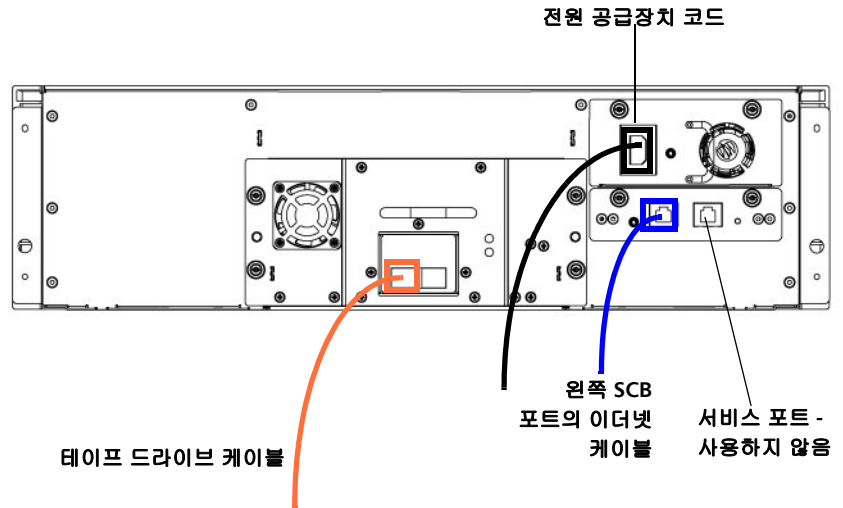 전원 공급장치 코드
왼쪽 SCB
포트의 이더넷
케이블
서비스 포트 -
사용하지 않음
테이프 드라이브 케이블